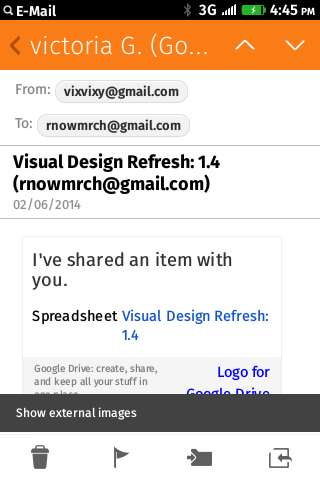 E-Mail 3G 4:45 PM
victoria G. (Go...
From: vixvixy@gmail.com
To: rnowmrch@gmail.com
Visual Design Refresh: 1.4
(rnowmrch@gmail.com)
02/06/2014
I've shared an item with
you.
Spreadsheet Visual Design Refresh:
1.4
Google Drive: create, share,
and keep all your stuff in
one place.
Logo for
Google Drive
Show external images